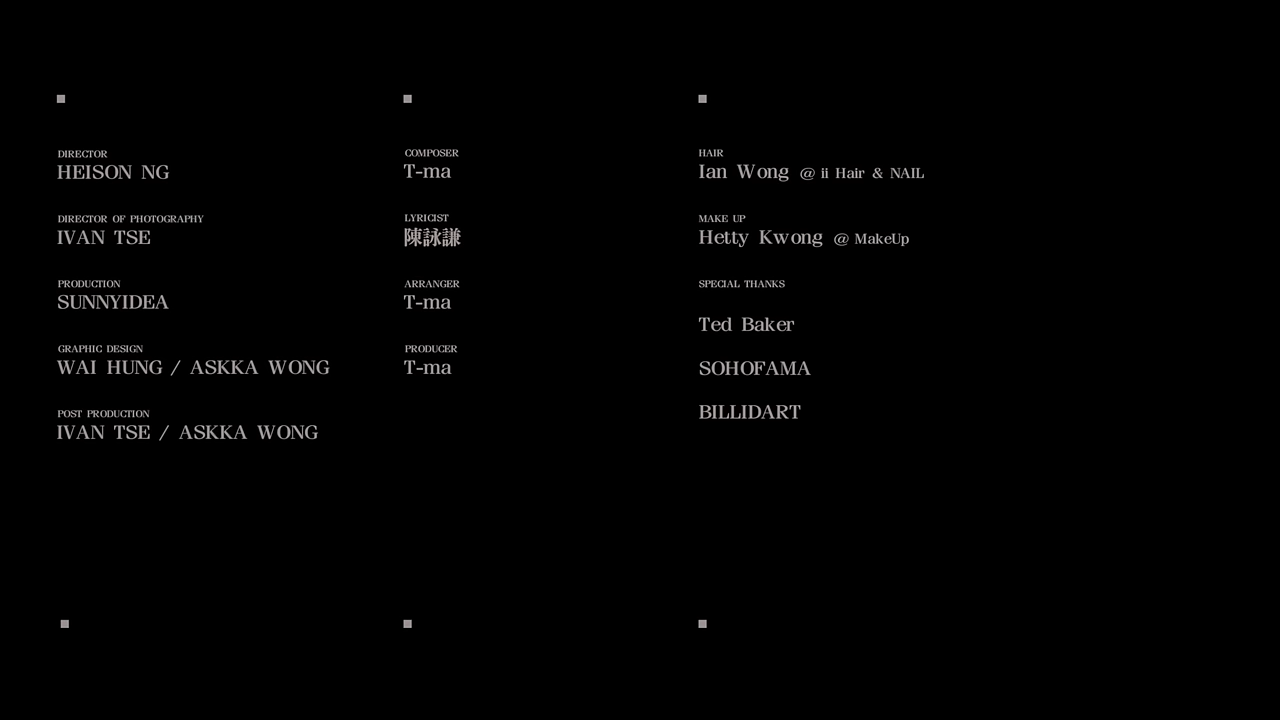 DIRECTOR
HEISON NG
DIRECTOR OF PHOTOGRAPHY
IVAN TSE
PRODUCTION
SUNNYIDEA
GRAPHIC DESIGN
WAI HUNG / ASKKA WONG
POST PRODUCTION
IVAN TSE / ASKKA WONG
COMPOSER
T-ma
LYRICIST
陳詠謙
ARRANGER
T-ma
PRODUCER
T-ma
HAIR
Ian Wong @ ii Hair & NAIL
MAKE UP
Hetty Kwong @ MakeUp
SPECIAL THANKS
Ted Baker
SOHOFAMA
BILLIDART